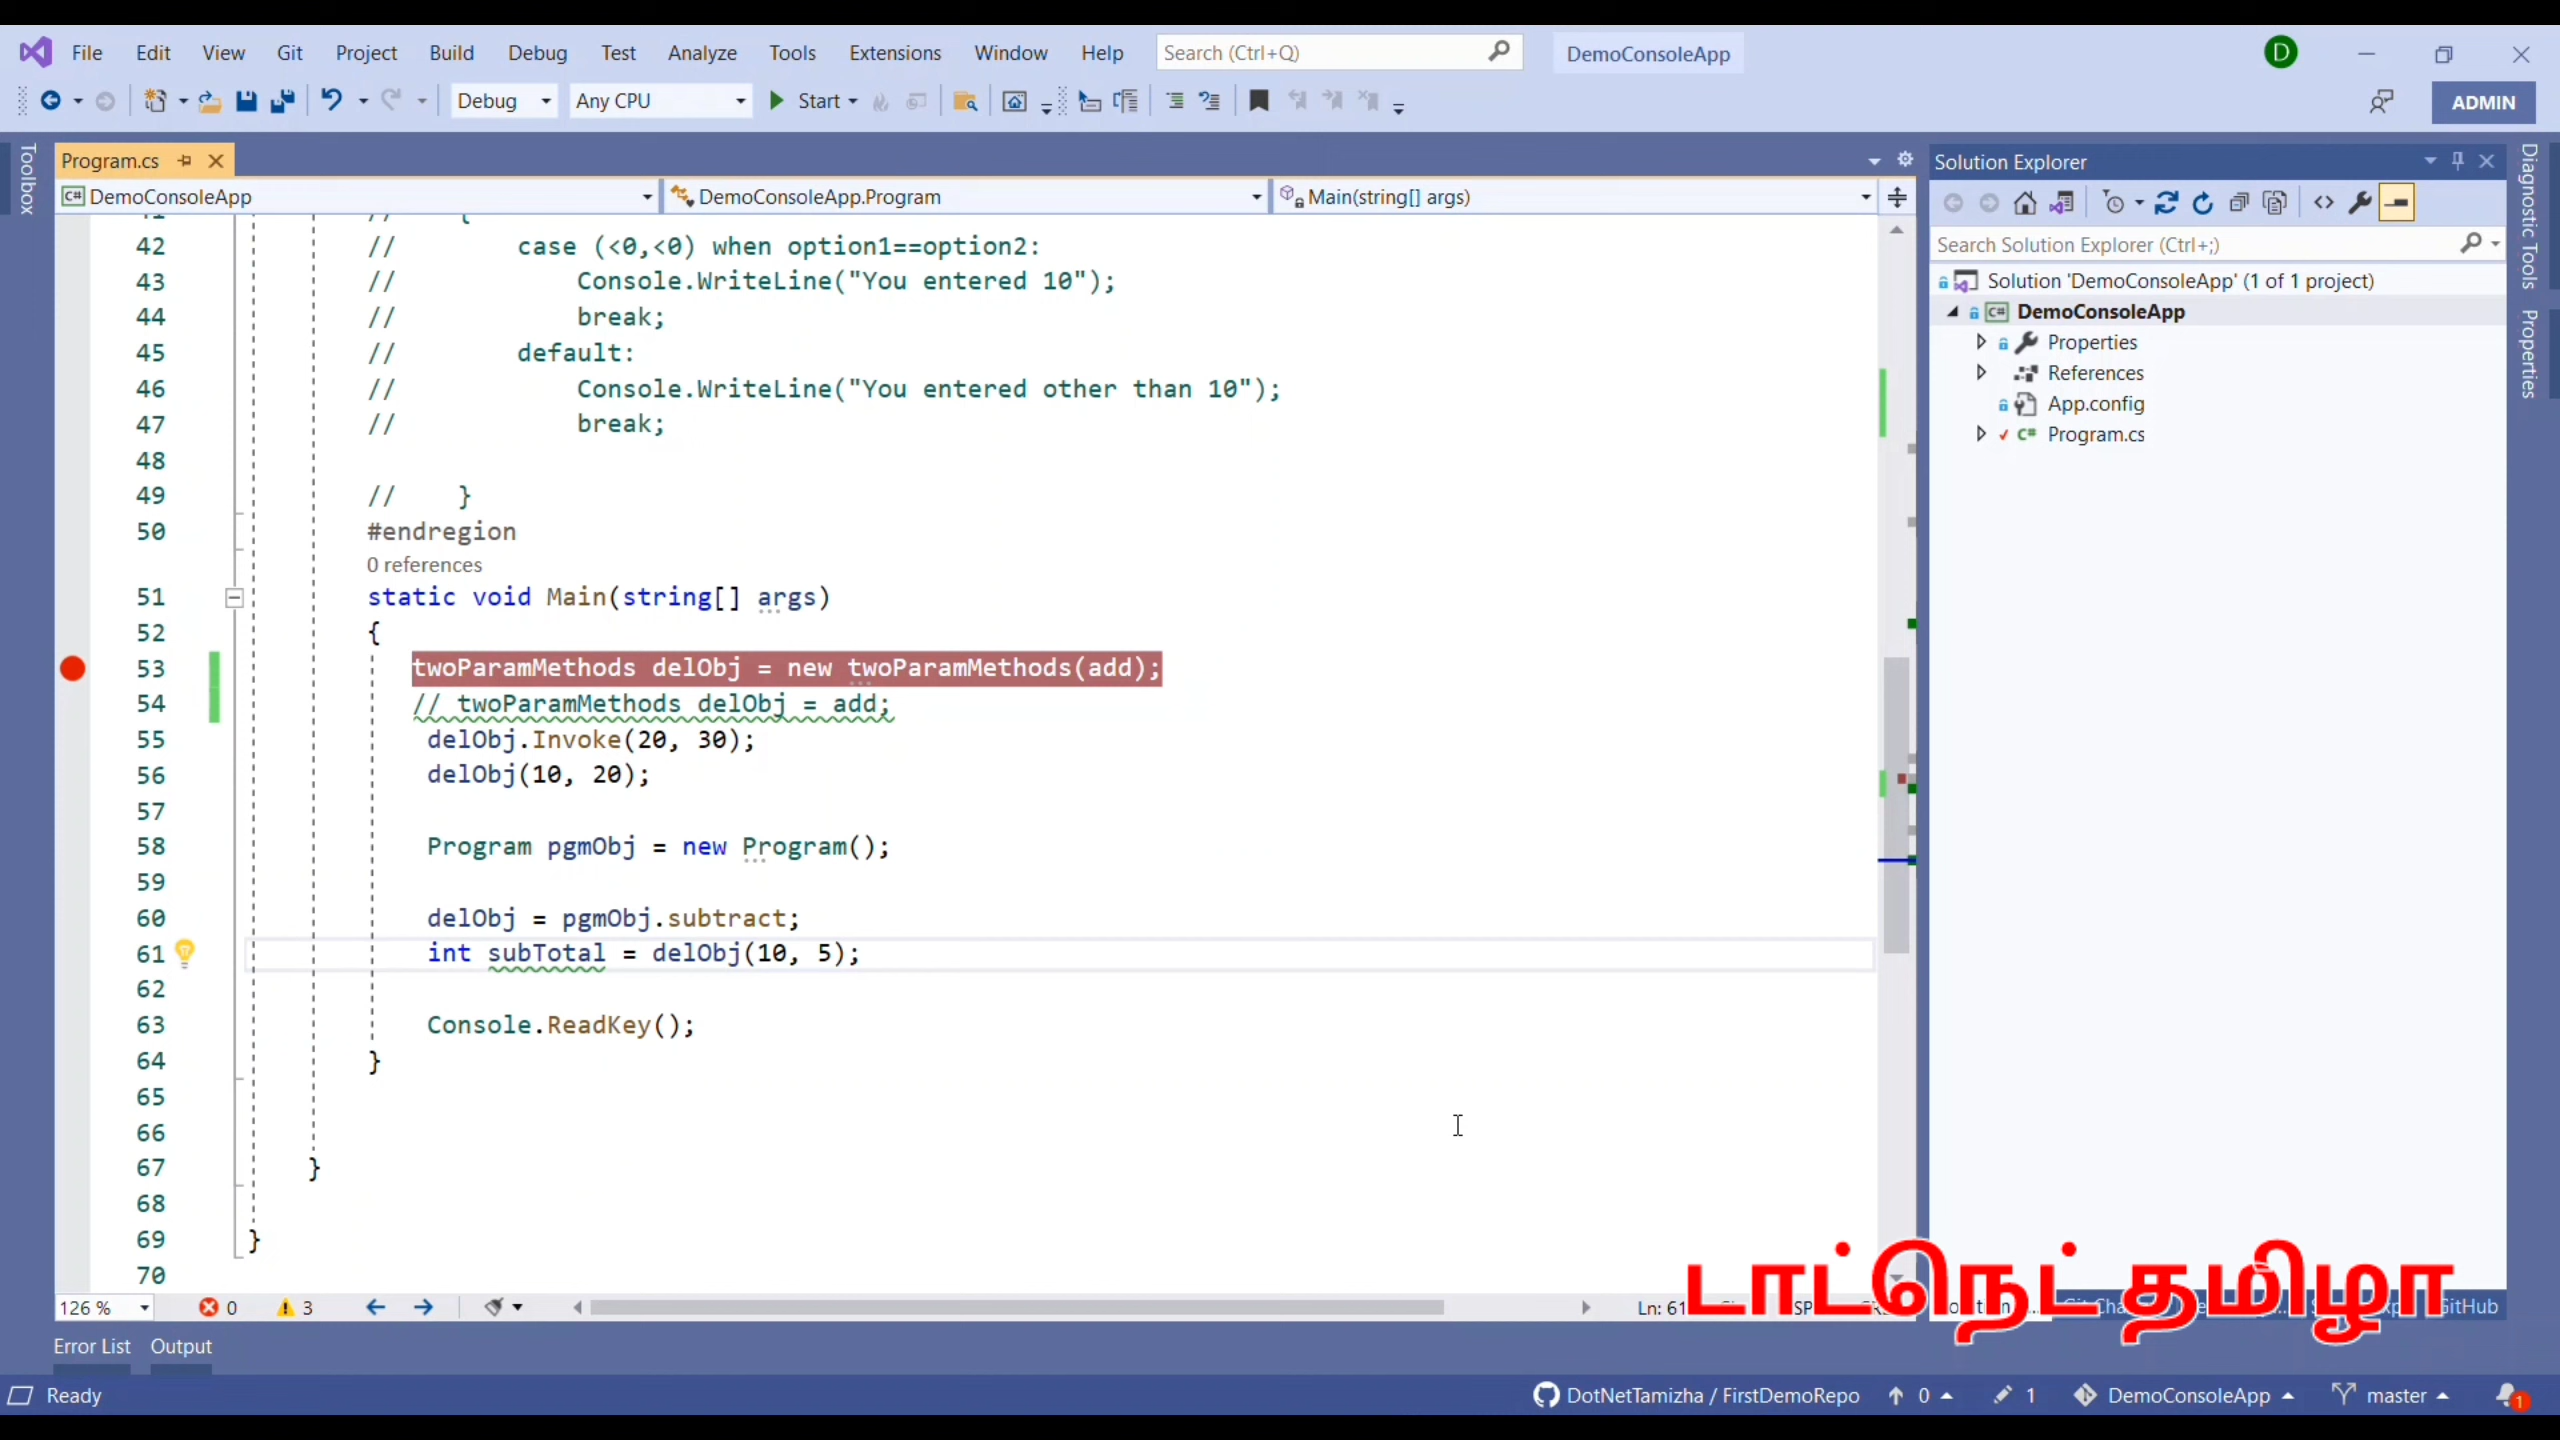 File Edit View Git Project Build Debug Test Analyze Tools Extensions Window Help Search (Ctrl+Q) DemoConsoleApp D
Debug Any CPU Start ADMIN
Toolbox
Program.cs
DemoConsoleApp DemoConsoleApp.Program Main(string[] args)
42 // case (<0,<0) when option1==option2:
43 // Console.WriteLine("You entered 10");
44 // break;
45 // default:
46 // Console.WriteLine("You entered other than 10");
47 // break;
48
49 // }
50 #endregion
0 references
51 static void Main(string[] args)
52 {
53 twoParamMethods delObj = new twoParamMethods(add);
54 // twoParamMethods delObj = add;
55 delObj.Invoke(20, 30);
56 delObj(10, 20);
57
58 Program pgmObj = new Program();
59
60 delObj = pgmObj.subtract;
61 int subTotal = delObj(10, 5);
62
63 Console.ReadKey();
64 }
65
66
67 }
68
69 }
70
126 % 0 3 Ln: 61
Solution Explorer
Search Solution Explorer (Ctrl+;)
Solution 'DemoConsoleApp' (1 of 1 project)
DemoConsoleApp
Properties
References
App.config
Program.cs
Diagnostic Tools
Properties
டாட்நெட் தமிழா
GitHub
Error List Output
Ready DotNetTamizha / FirstDemoRepo 0 1 DemoConsoleApp master 1